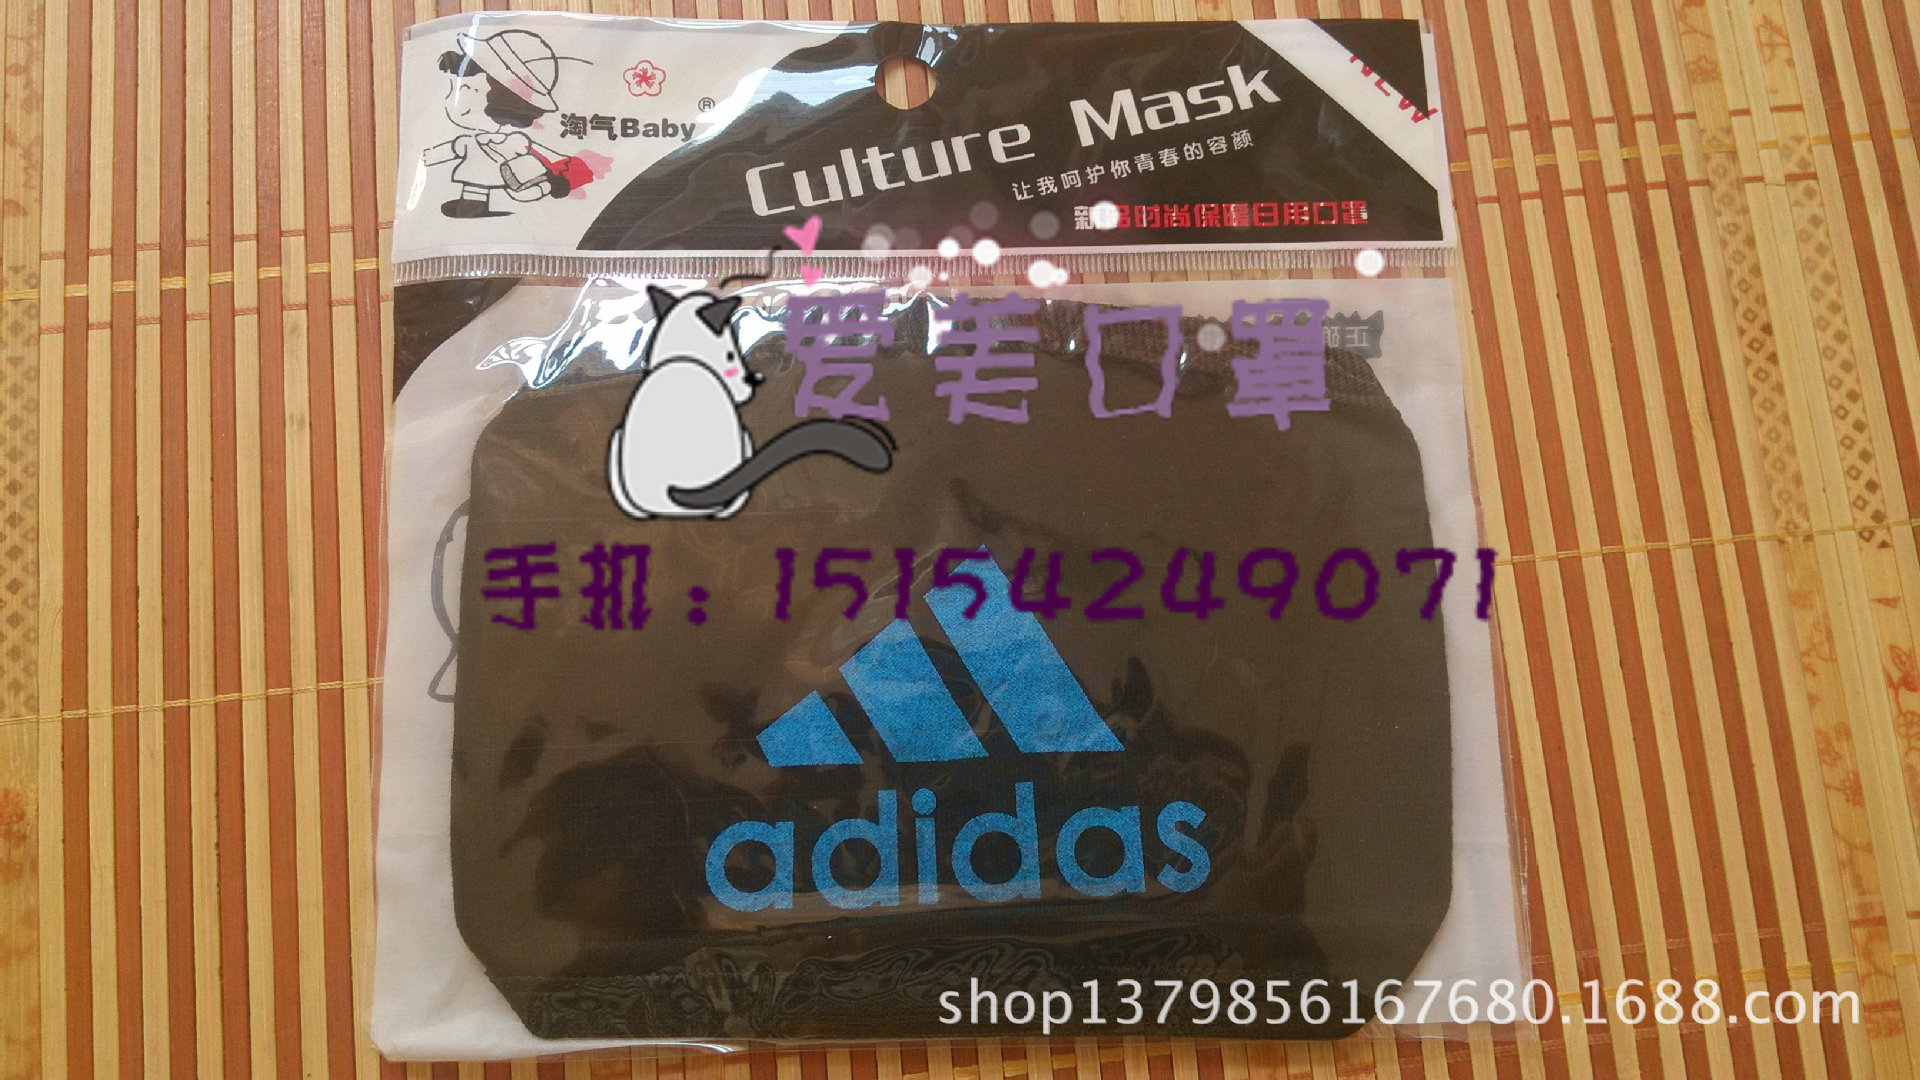 淘气Baby®
NEW
Culture Mask
让我呵护你青春的容颜
新品时尚保暖日用口罩
爱美口罩
手机：15154249071
adidas
shop1379856167680.1688.com